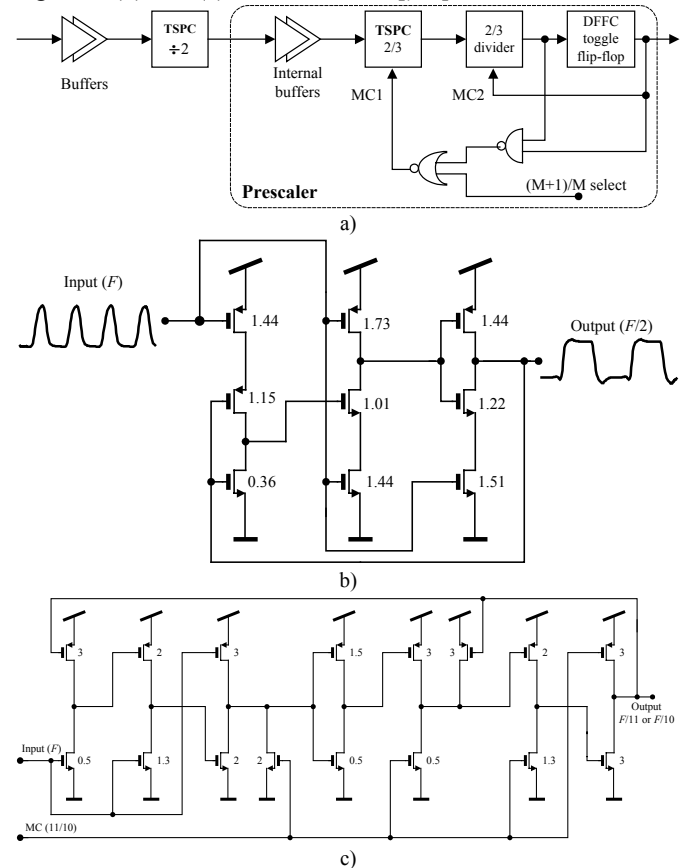 TSPC
÷2
Buffers
Internal
buffers
TSPC
2/3
2/3
divider
DFFC
toggle
flip-flop
MC1
MC2
(M+1)/M select
Prescaler
a)
Input (F)
1.44
1.73
1.44
Output (F/2)
1.15
1.01
1.22
0.36
1.44
1.51
b)
3
2
3
1.5
3
3
2
3
Output
F/11 or F/10
Input (F)
0.5
1.3
2
2
0.5
0.5
1.3
3
MC (11/10)
c)